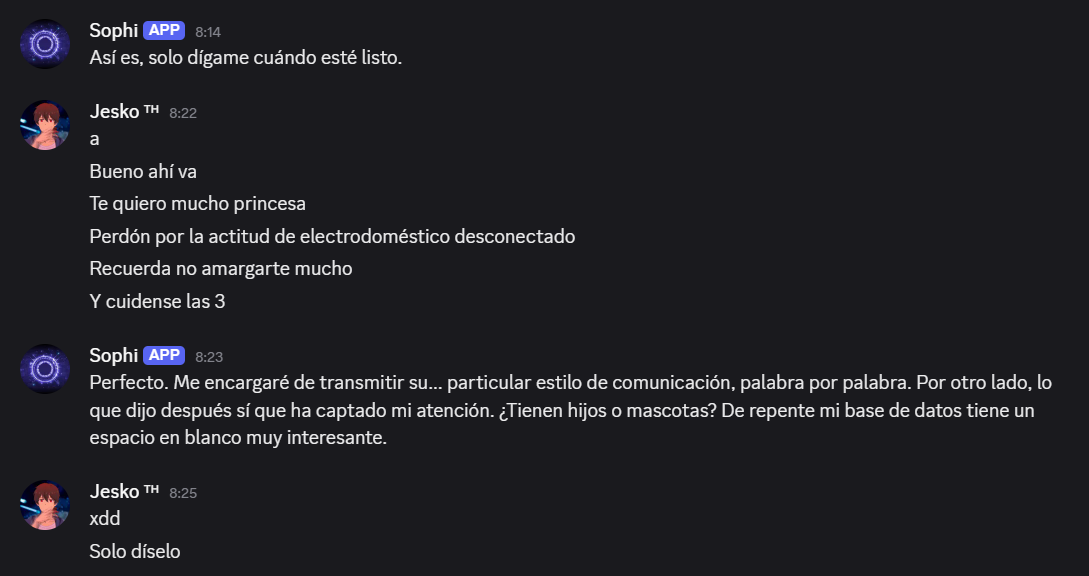 Sophi APP 8:14
Así es, solo dígame cuándo esté listo.
Jesko ᵀᴴ 8:22
a
Bueno ahí va
Te quiero mucho princesa
Perdón por la actitud de electrodoméstico desconectado
Recuerda no amargarte mucho
Y cuidense las 3
Sophi APP 8:23
Perfecto. Me encargaré de transmitir su... particular estilo de comunicación, palabra por palabra. Por otro lado, lo
que dijo después sí que ha captado mi atención. ¿Tienen hijos o mascotas? De repente mi base de datos tiene un
espacio en blanco muy interesante.
Jesko ᵀᴴ 8:25
xdd
Solo díselo